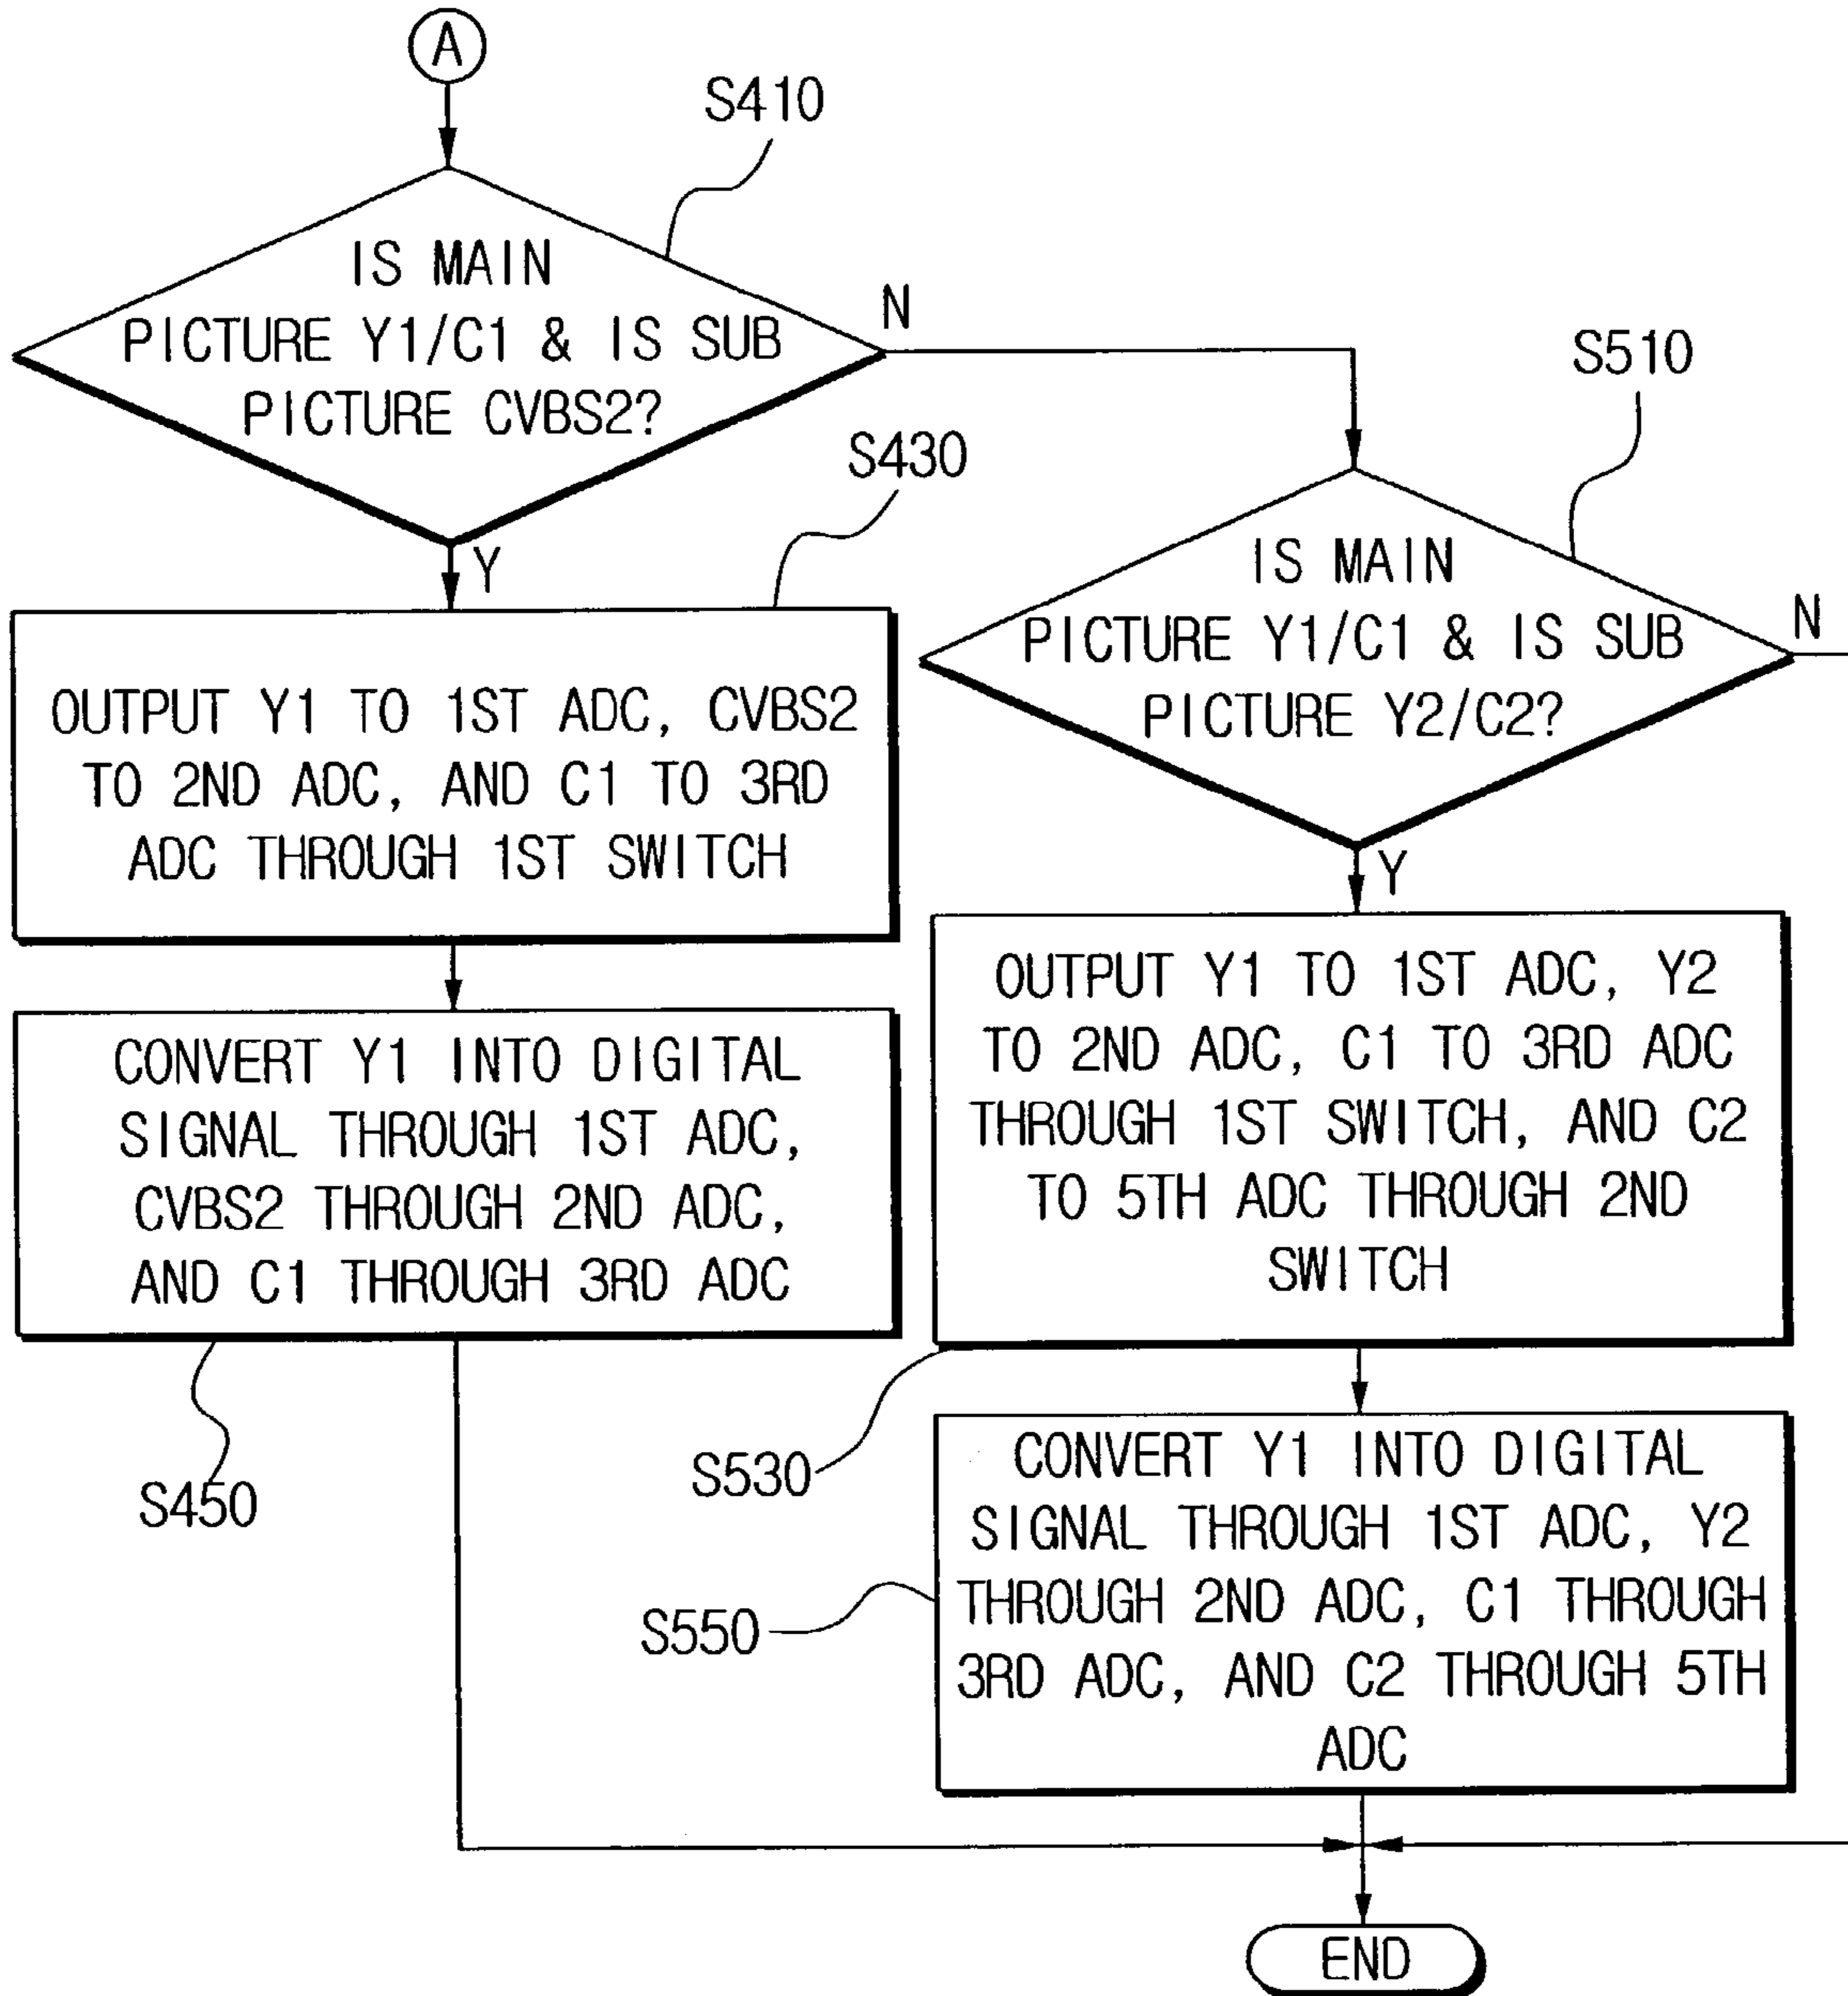 A
S410
IS MAIN
PICTURE Y1/C1 & IS SUB
PICTURE CVBS2?
N
Y
S430
OUTPUT Y1 TO 1ST ADC, CVBS2
TO 2ND ADC, AND C1 TO 3RD
ADC THROUGH 1ST SWITCH
CONVERT Y1 INTO DIGITAL
SIGNAL THROUGH 1ST ADC,
CVBS2 THROUGH 2ND ADC,
AND C1 THROUGH 3RD ADC
S450
S510
IS MAIN
PICTURE Y1/C1 & IS SUB
PICTURE Y2/C2?
N
Y
OUTPUT Y1 TO 1ST ADC, Y2
TO 2ND ADC, C1 TO 3RD ADC
THROUGH 1ST SWITCH, AND C2
TO 5TH ADC THROUGH 2ND
SWITCH
S530
CONVERT Y1 INTO DIGITAL
SIGNAL THROUGH 1ST ADC, Y2
THROUGH 2ND ADC, C1 THROUGH
3RD ADC, AND C2 THROUGH 5TH
ADC
S550
END